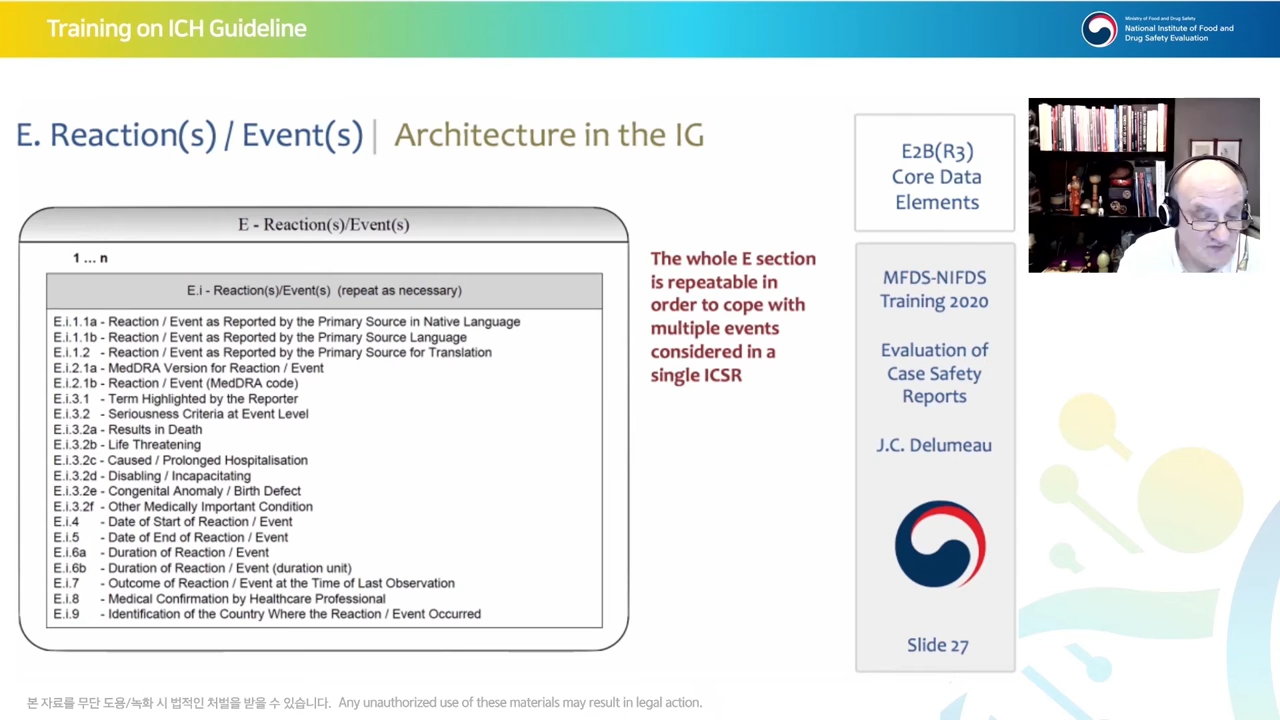 Training on ICH Guideline
Ministry of Food and Drug Safety
National Institute of Food and
Drug Safety Evaluation
E. Reaction(s) / Event(s) | Architecture in the IG
E - Reaction(s)/Event(s)
1 ... n
E.i - Reaction(s)/Event(s) (repeat as necessary)
E.i.1.1a - Reaction / Event as Reported by the Primary Source in Native Language
E.i.1.1b - Reaction / Event as Reported by the Primary Source Language
E.i.1.2 - Reaction / Event as Reported by the Primary Source for Translation
E.i.2.1a - MedDRA Version for Reaction / Event
E.i.2.1b - Reaction / Event (MedDRA code)
E.i.3.1 - Term Highlighted by the Reporter
E.i.3.2 - Seriousness Criteria at Event Level
E.i.3.2a - Results in Death
E.i.3.2b - Life Threatening
E.i.3.2c - Caused / Prolonged Hospitalisation
E.i.3.2d - Disabling / Incapacitating
E.i.3.2e - Congenital Anomaly / Birth Defect
E.i.3.2f - Other Medically Important Condition
E.i.4 - Date of Start of Reaction / Event
E.i.5 - Date of End of Reaction / Event
E.i.6a - Duration of Reaction / Event
E.i.6b - Duration of Reaction / Event (duration unit)
E.i.7 - Outcome of Reaction / Event at the Time of Last Observation
E.i.8 - Medical Confirmation by Healthcare Professional
E.i.9 - Identification of the Country Where the Reaction / Event Occurred
The whole E section
is repeatable in
order to cope with
multiple events
considered in a
single ICSR
E2B(R3)
Core Data
Elements
MFDS-NIFDS
Training 2020
Evaluation of
Case Safety
Reports
J.C. Delumeau
Slide 27
본 자료를 무단 도용/녹화 시 법적인 처벌을 받을 수 있습니다. Any unauthorized use of these materials may result in legal action.